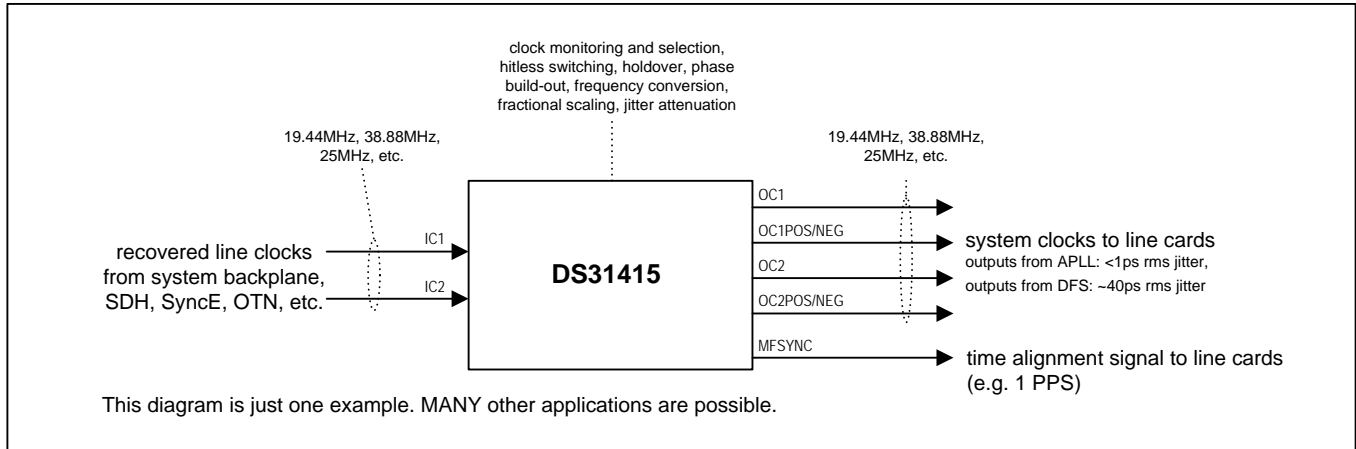 clock monitoring and selection,
hitless switching, holdover, phase
build-out, frequency conversion,
fractional scaling, jitter attenuation
19.44MHz, 38.88MHz,
25MHz, etc.
19.44MHz, 38.88MHz,
25MHz, etc.
recovered line clocks
from system backplane,
SDH, SyncE, OTN, etc.
IC1
IC2
DS31415
OC1
OC1POS/NEG
OC2
OC2POS/NEG
MFSYNC
system clocks to line cards
outputs from APLL: <1ps rms jitter,
outputs from DFS: ~40ps rms jitter
time alignment signal to line cards
(e.g. 1 PPS)
This diagram is just one example. MANY other applications are possible.